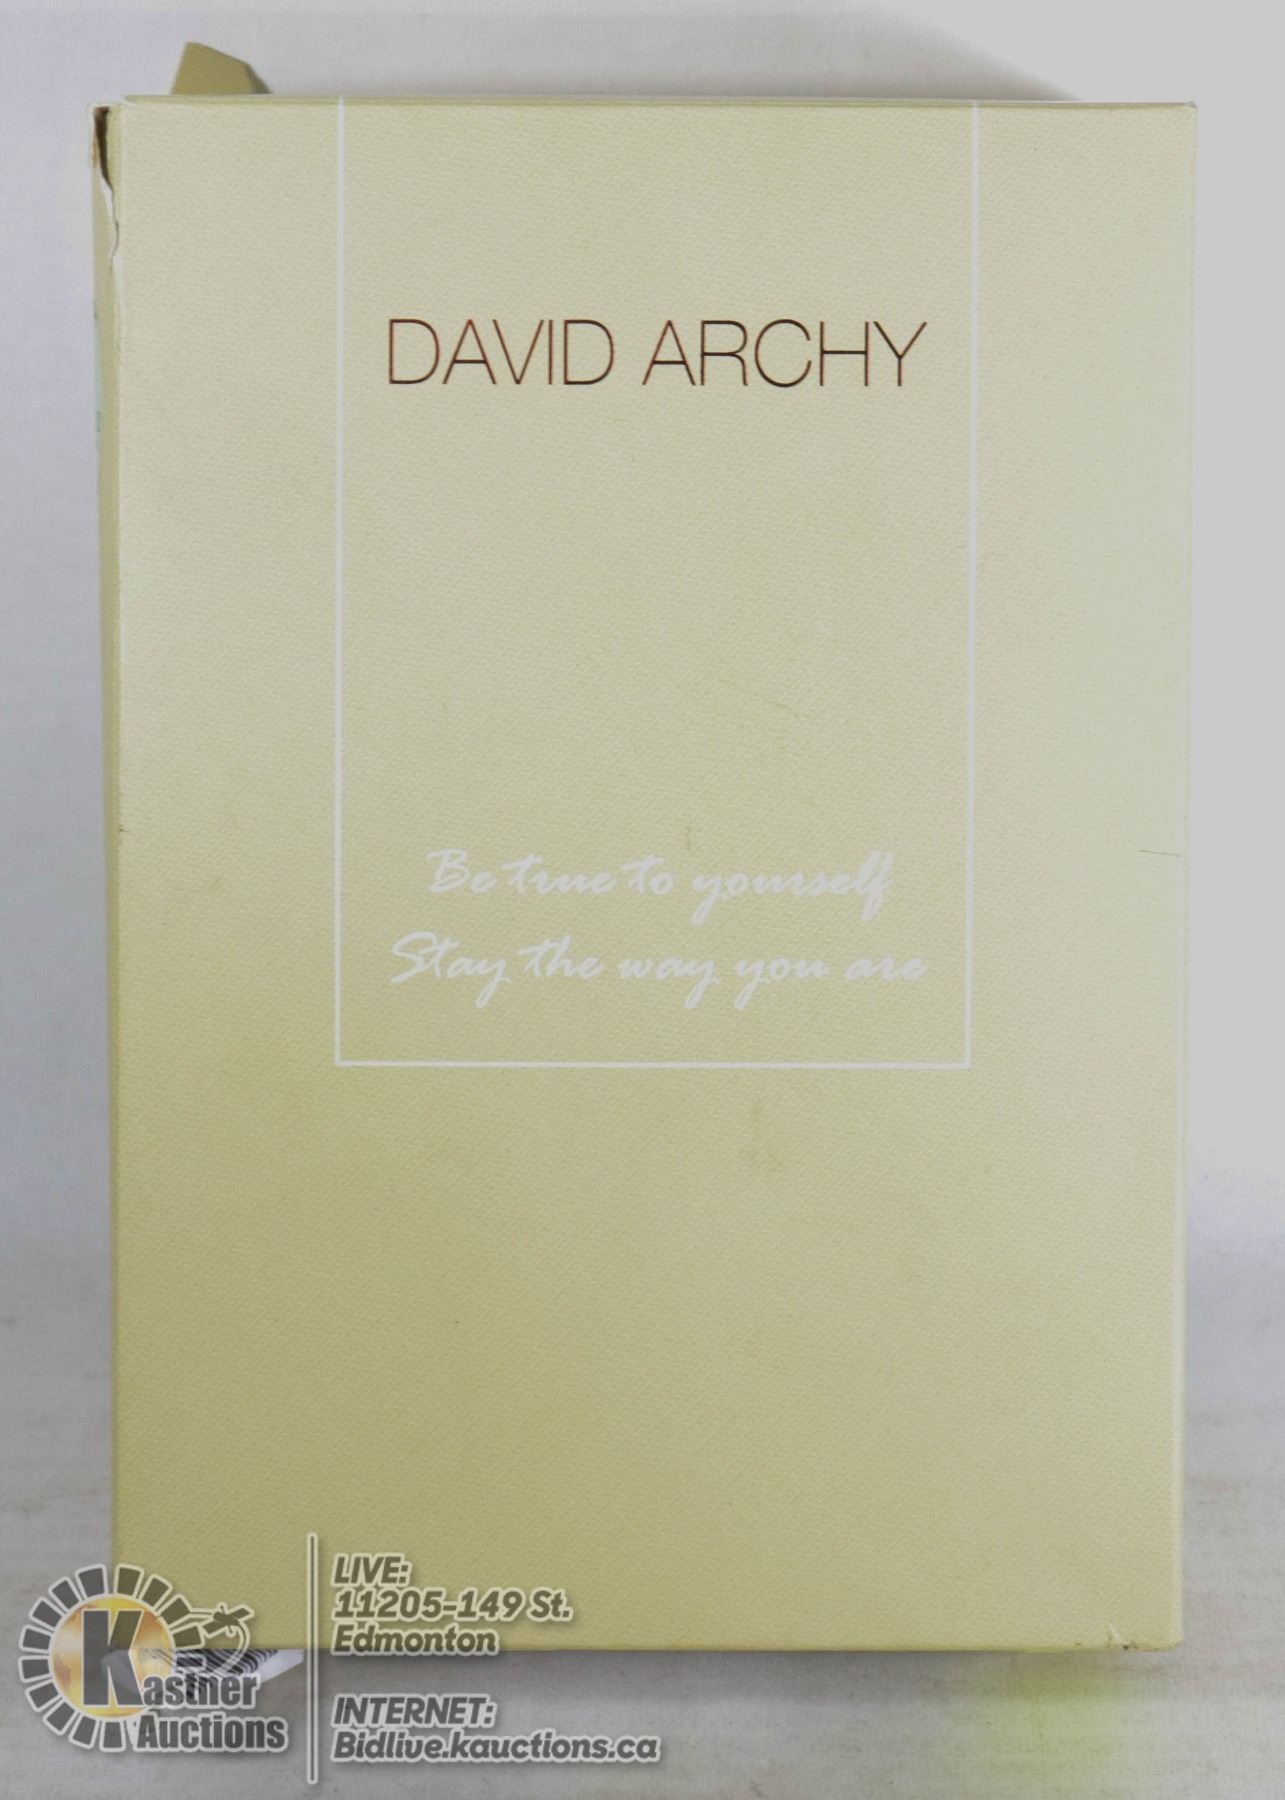 DAVID ARCHY
Be true to yourself
Stay the way you are
Kastner
Auctions
LIVE:
11205-149 St.
Edmonton
INTERNET:
Bidlive.kauctions.ca